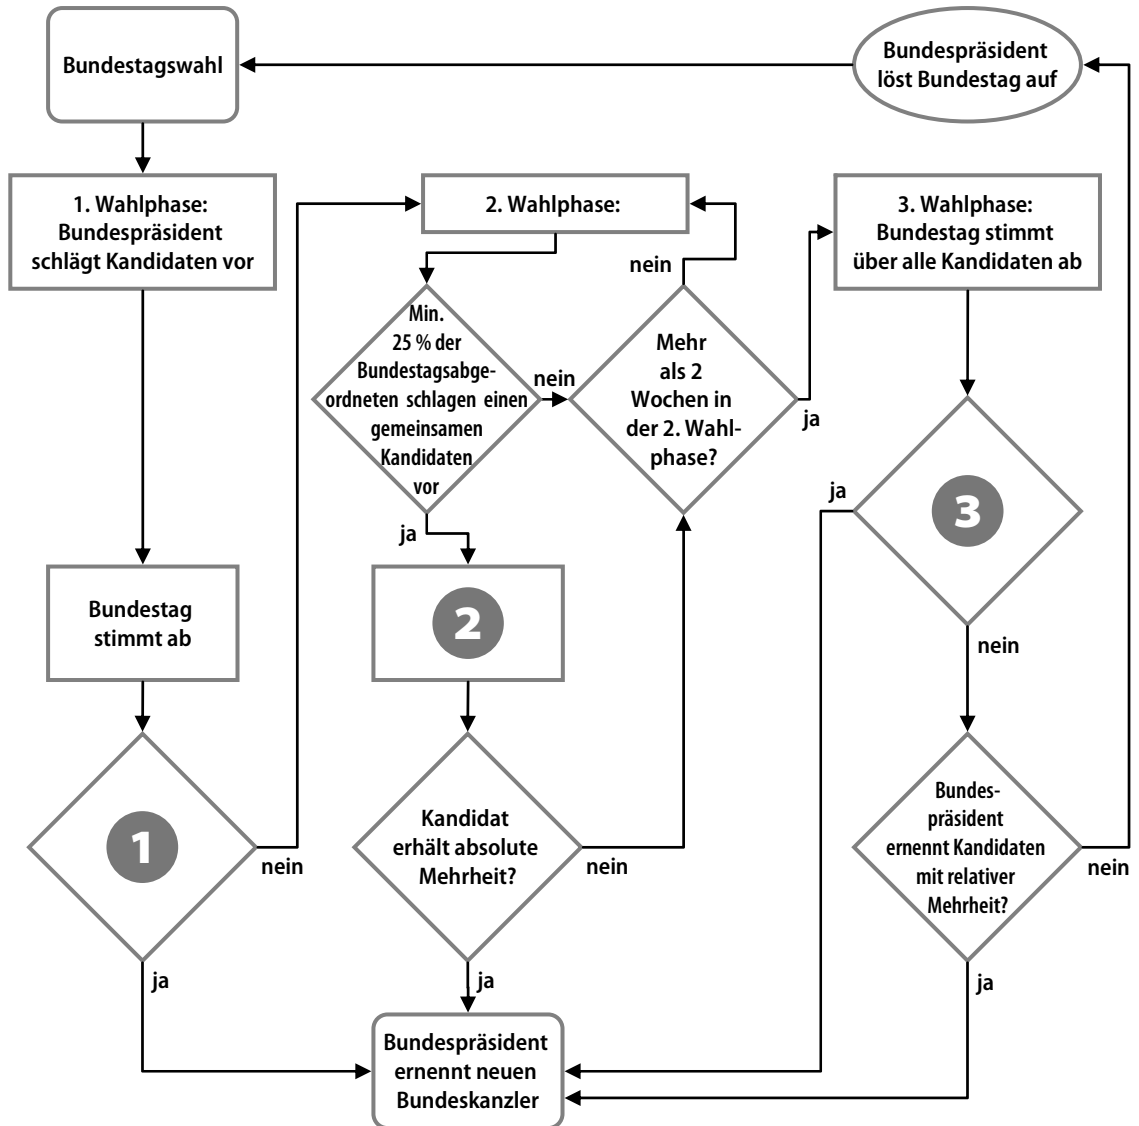 Bundestagswahl
Bundespräsident
löst Bundestag auf
1. Wahlphase:
Bundespräsident
schlägt Kandidaten vor
2. Wahlphase:
3. Wahlphase:
Bundestag stimmt
über alle Kandidaten ab
nein
Min.
25 % der
Bundestagsabge-
ordneten schlagen einen
gemeinsamen
Kandidaten
vor
nein
Mehr
als 2
Wochen in
der 2. Wahl-
phase?
ja
ja
3
ja
nein
Bundestag
stimmt ab
2
1
nein
ja
Kandidat
erhält absolute
Mehrheit?
nein
ja
Bundes-
präsident
ernennt Kandidaten
mit relativer
Mehrheit?
nein
ja
Bundespräsident
ernennt neuen
Bundeskanzler